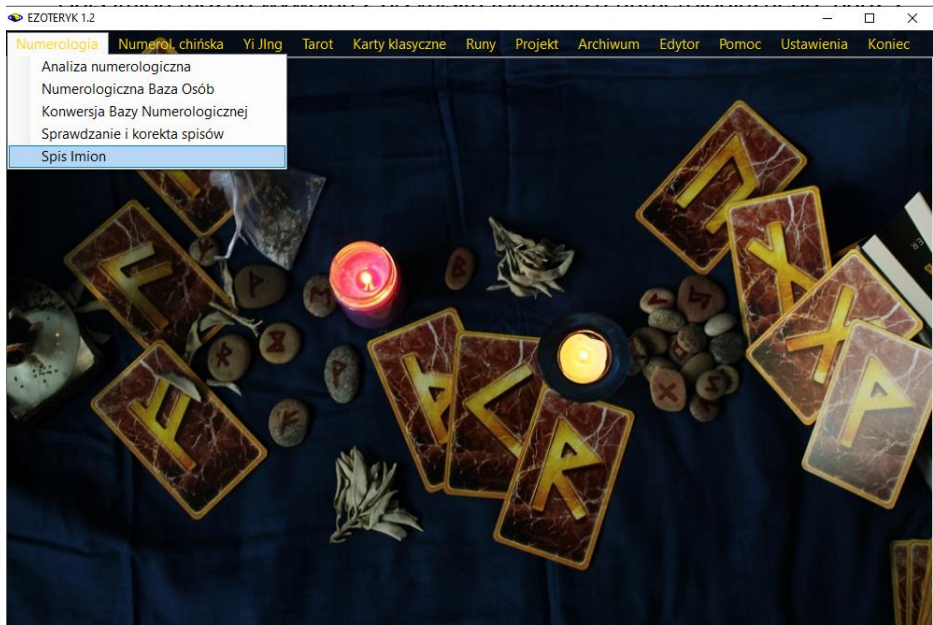 EZOTERYK 1.2
Numerologia Numerol. chińska Yi JIng Tarot Karty klasyczne Runy Projekt Archiwum Edytor Pomoc Ustawienia Koniec
Analiza numerologiczna
Numerologiczna Baza Osób
Konwersja Bazy Numerologicznej
Sprawdzanie i korekta spisów
Spis Imion